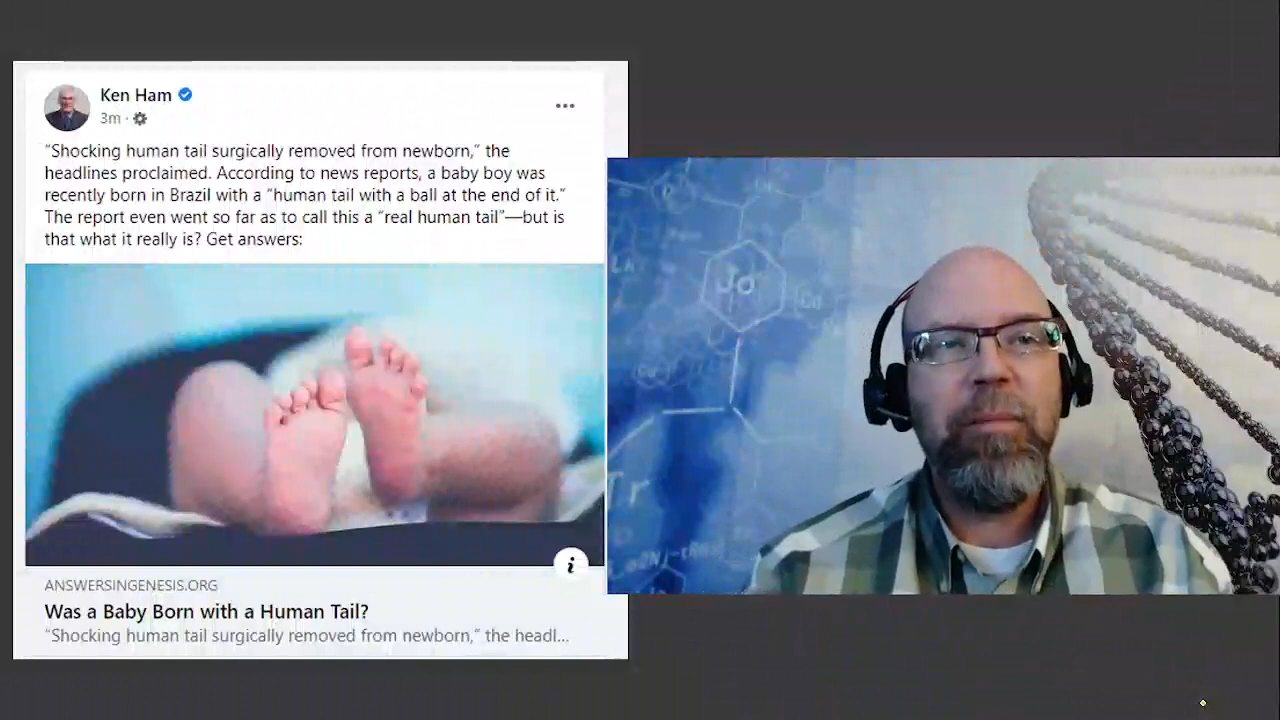 Ken Ham
3m ·
“Shocking human tail surgically removed from newborn,” the
headlines proclaimed. According to news reports, a baby boy was
recently born in Brazil with a “human tail with a ball at the end of it.”
The report even went so far as to call this a “real human tail”—but is
that what it really is? Get answers:
i
ANSWERSINGENESIS.ORG
Was a Baby Born with a Human Tail?
“Shocking human tail surgically removed from newborn,” the headl...
Jo